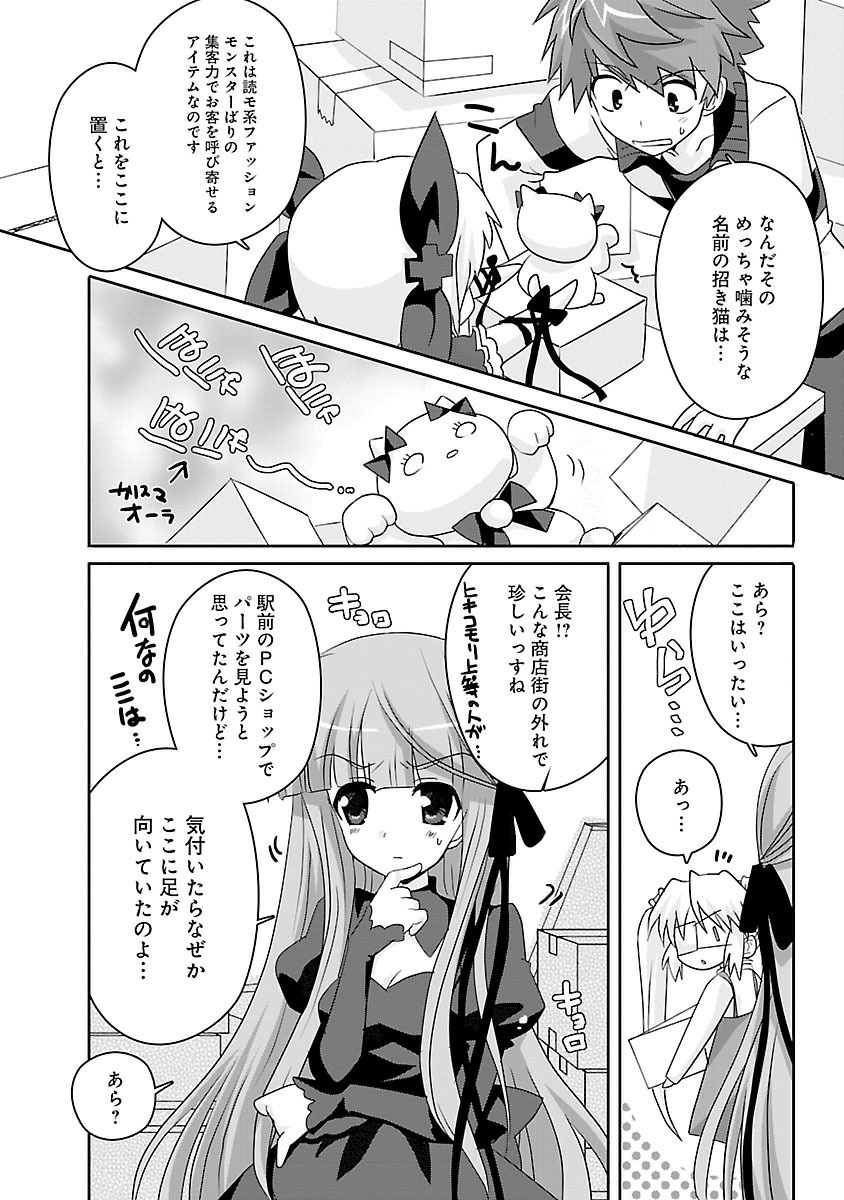 なんだその
めっちゃ噛みそうな
名前の招き猫は…
こんっ
これは読モ系ファッション
モンスターばりの
集客力でお客を呼び寄せる
アイテムなのです
これをここに
置くと…
カリスマ
オーラ
あら？
ここはいったい…
ゆら…
あっ…
会長!?
こんな商店街の外れで
珍しいっすね
ヒキコモリ上等の人が…
キョロ
キョロ
駅前のＰＣショップで
パーツを見ようと
思ってたんだけど…
気付いたらなぜか
ここに足が
向いていたのよ…
何なの
ここは…
あら？